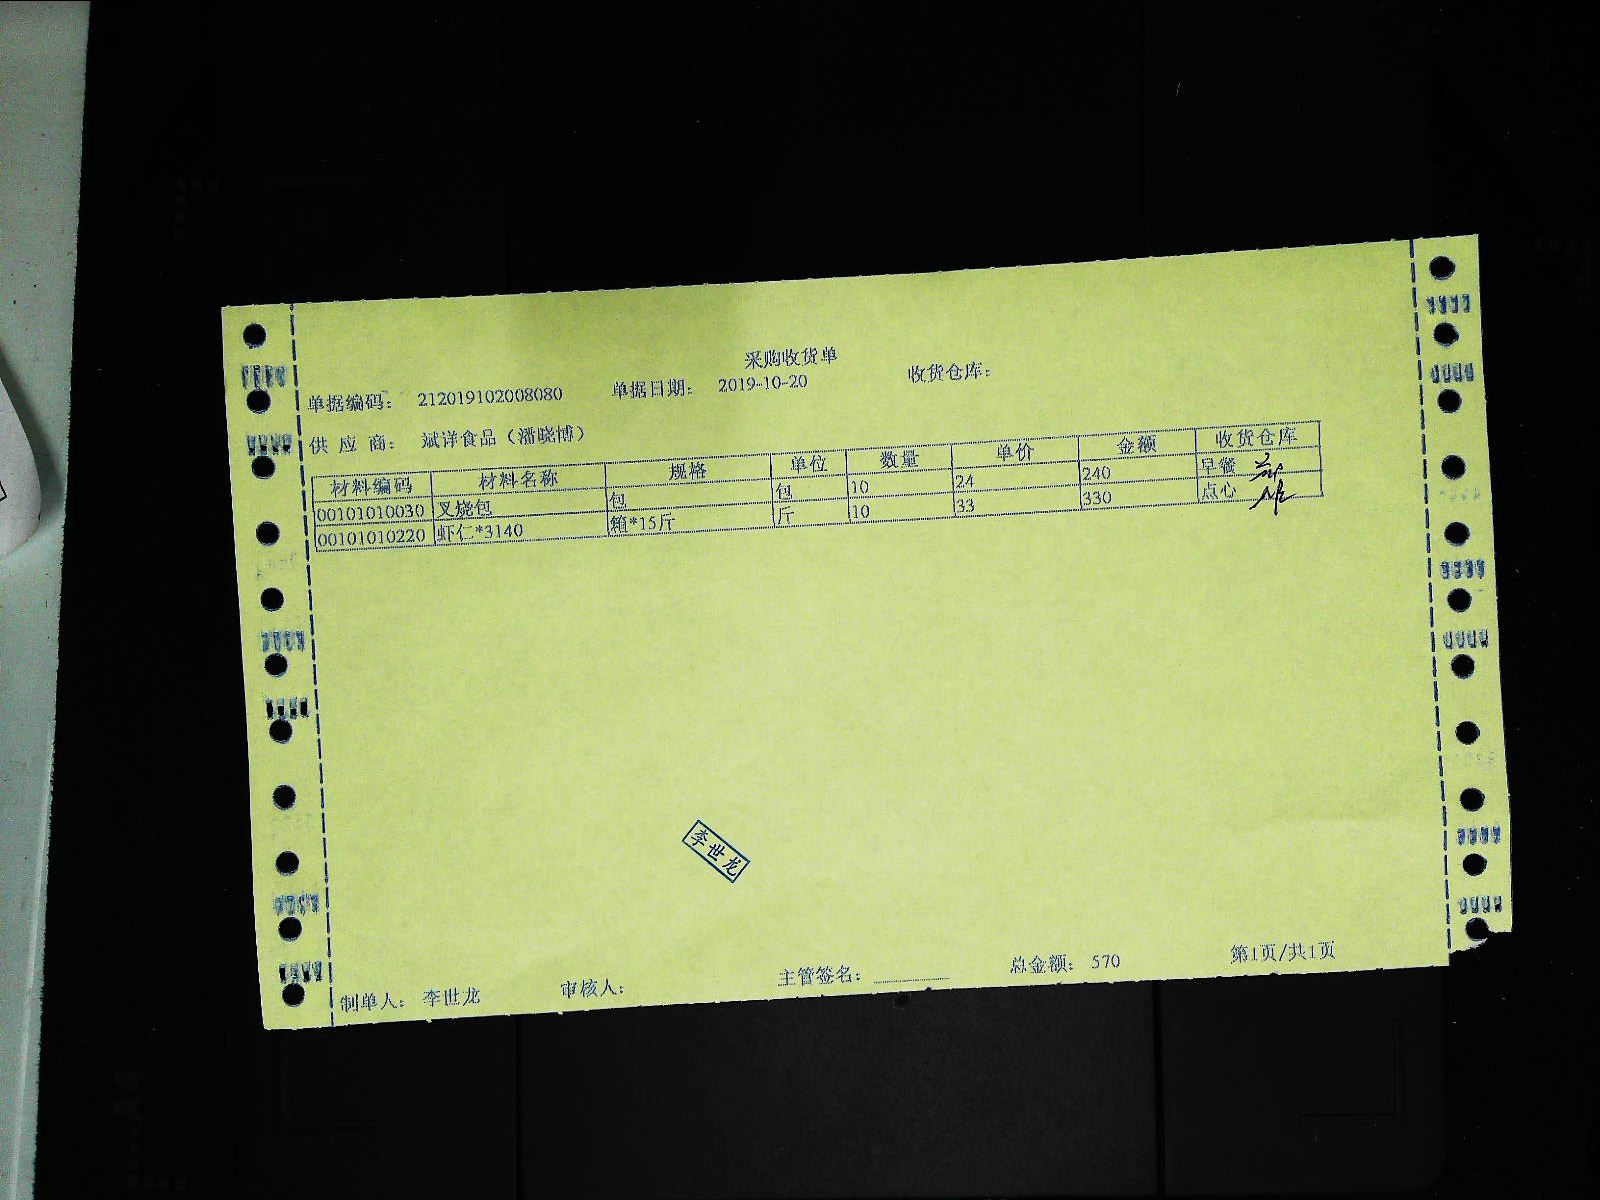 采购收货单
单据编码： 212019102008080 单据日期： 2019-10-20 收货仓库：
供 应 商： 斌洋食品（潘晓博）
材料编码 材料名称 规格 单位 数量 单价 金额 收货仓库
00101010030 叉烧包 包 包 10 24 240 早餐
00101010220 虾仁*3140 箱*15斤 斤 10 33 330 点心
李世龙
制单人： 李世龙 审核人： 主管签名： 总金额： 570 第1页/共1页